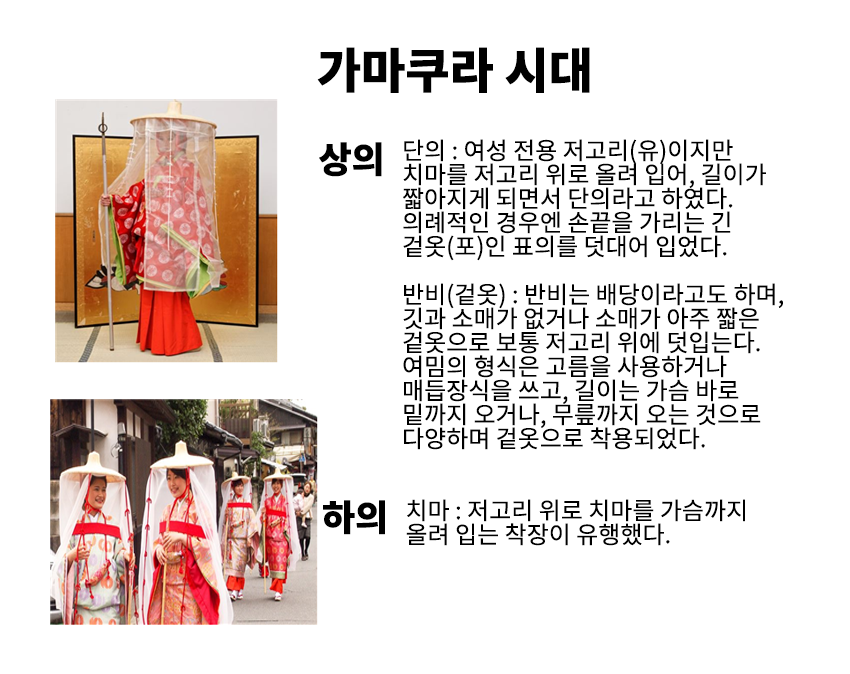 가마쿠라 시대
상의
단의 : 여성 전용 저고리(유)이지만
치마를 저고리 위로 올려 입어, 길이가
짧아지게 되면서 단의라고 하였다.
의례적인 경우엔 손끝을 가리는 긴
겉옷(포)인 표의를 덧대어 입었다.
반비(겉옷) : 반비는 배당이라고도 하며,
깃과 소매가 없거나 소매가 아주 짧은
겉옷으로 보통 저고리 위에 덧입는다.
여밈의 형식은 고름을 사용하거나
매듭장식을 쓰고, 길이는 가슴 바로
밑까지 오거나, 무릎까지 오는 것으로
다양하며 겉옷으로 착용되었다.
하의
치마 : 저고리 위로 치마를 가슴까지
올려 입는 착장이 유행했다.